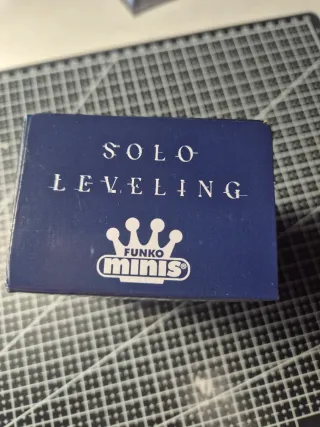 SOLO
LEVELING
FUNKO
minis®